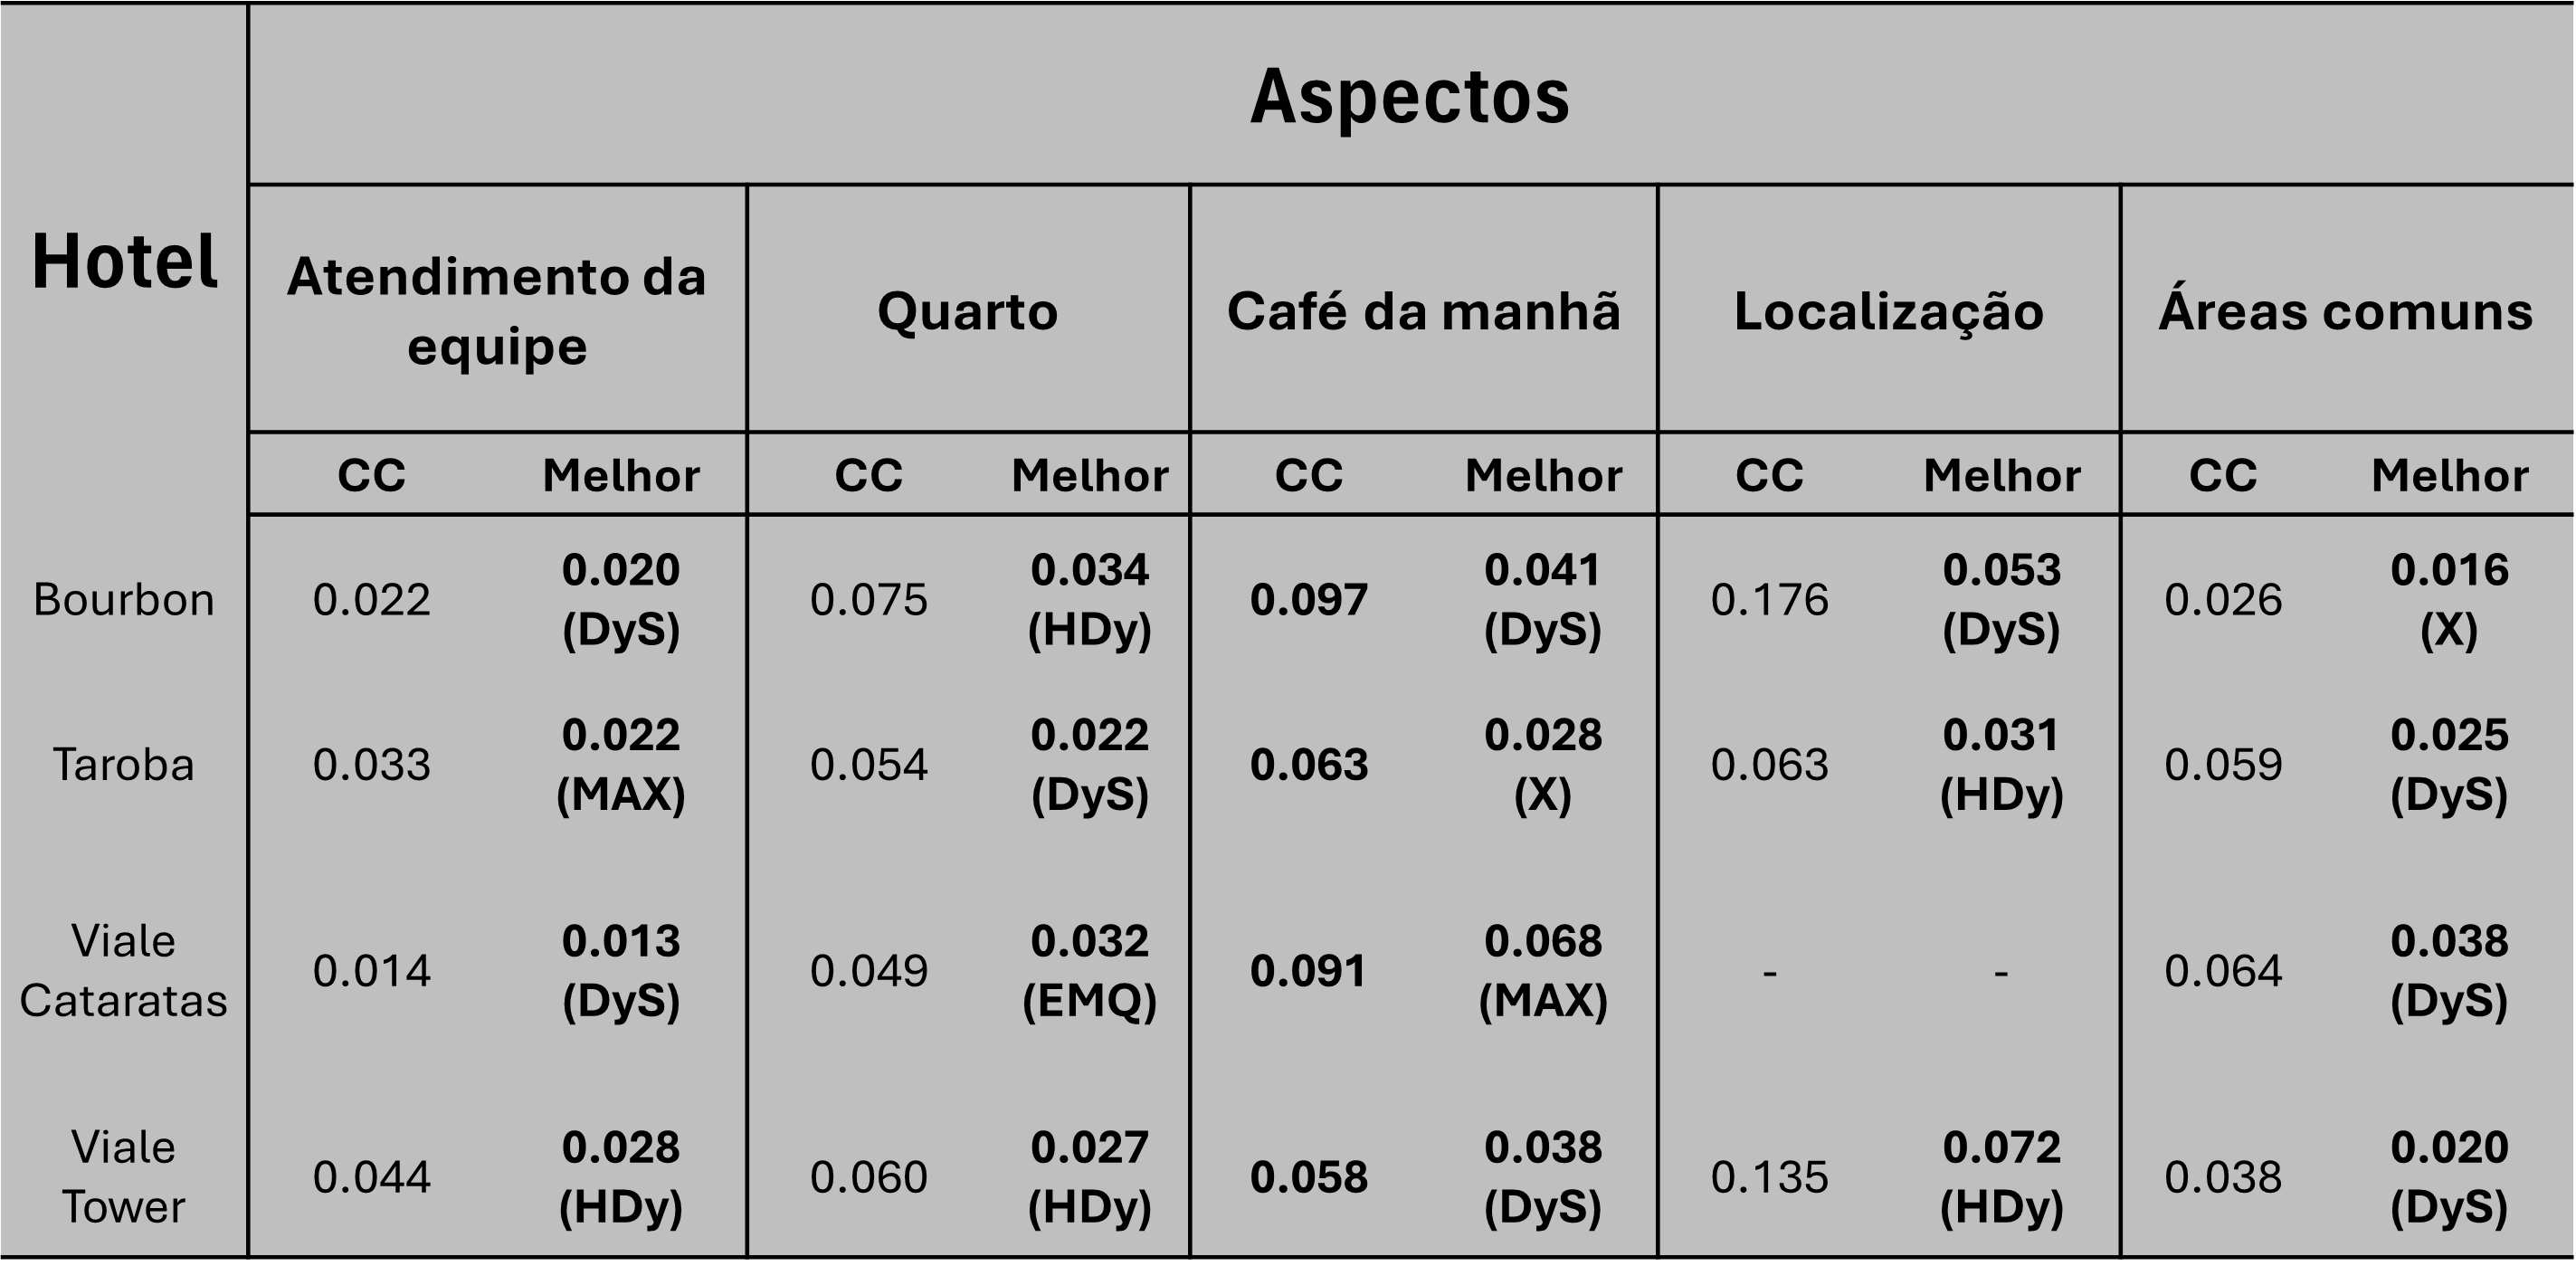 Aspectos
Hotel
Atendimento da
equipe
Quarto
Café da manhã
Localização
Áreas comuns
CC Melhor CC Melhor CC Melhor CC Melhor CC Melhor
Bourbon 0.022 0.020 (DyS) 0.075 0.034 (HDy) 0.097 0.041 (DyS) 0.176 0.053 (DyS) 0.026 0.016 (X)
Taroba 0.033 0.022 (MAX) 0.054 0.022 (DyS) 0.063 0.028 (X) 0.063 0.031 (HDy) 0.059 0.025 (DyS)
Viale Cataratas 0.014 0.013 (DyS) 0.049 0.032 (EMQ) 0.091 0.068 (MAX) - - 0.064 0.038 (DyS)
Viale Tower 0.044 0.028 (HDy) 0.060 0.027 (HDy) 0.058 0.038 (DyS) 0.135 0.072 (HDy) 0.038 0.020 (DyS)